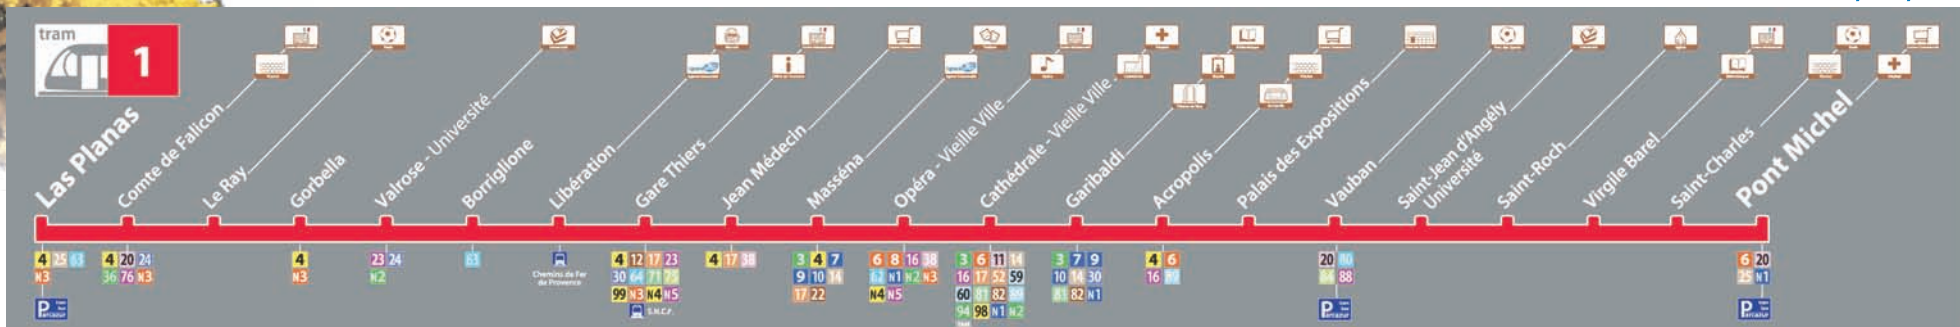 tram
1
Las Planas
Comte de Falicon
Le Ray
Gorbella
Valrose - Université
Borriglione
Libération
Gare Thiers
Jean Médecin
Masséna
Opéra - Vieille Ville
Cathédrale - Vieille Ville
Garibaldi
Acropolis
Palais des Expositions
Vauban
Saint-Jean d'Angély
Université
Saint-Roch
Virgile Barel
Saint-Charles
Pont Michel
4 25 63
N3
Parcazur
4 20 24
36 76 N3
4
N3
23 24
N2
63
Chemins de Fer
de Provence
4 12 17 23
30 64 71 75
99 N3 N4 N5
S.N.C.F.
4 17 38
3 4 7
9 10 14
17 22
6 8 16 38
62 N1 N2 N3
N4 N5
3 6 11 14
16 17 52 59
60 81 82 89
94 98 N1 N2
3 7 9
10 14 30
81 82 N1
4 6
16 89
20 80
84 88
Parcazur
6 20
25 N1
Parcazur